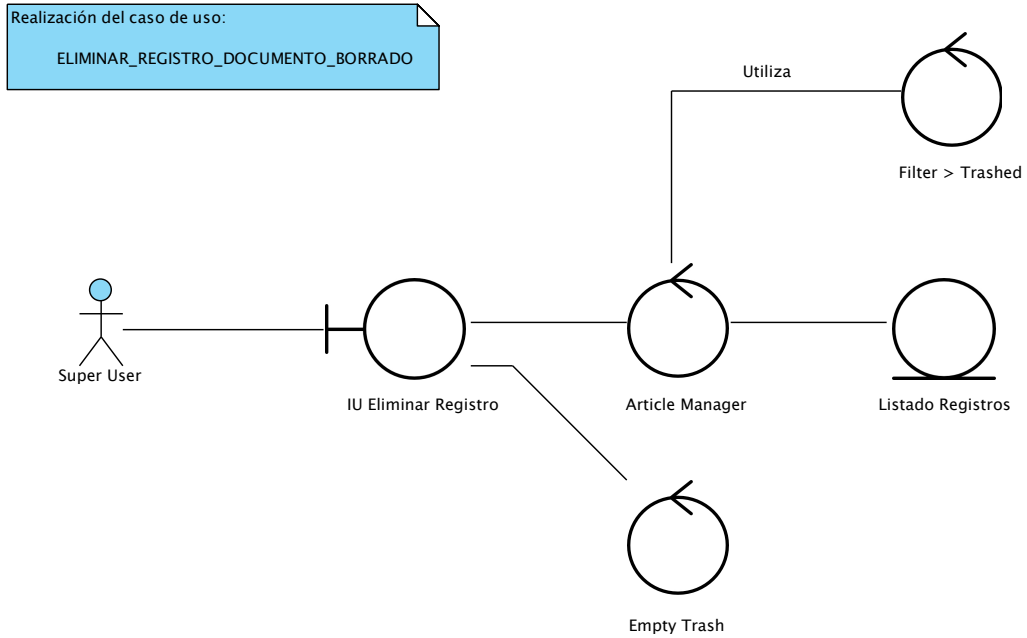 Realización del caso de uso:
ELIMINAR_REGISTRO_DOCUMENTO_BORRADO
Utiliza
Filter > Trashed
Super User
IU Eliminar Registro
Article Manager
Listado Registros
Empty Trash